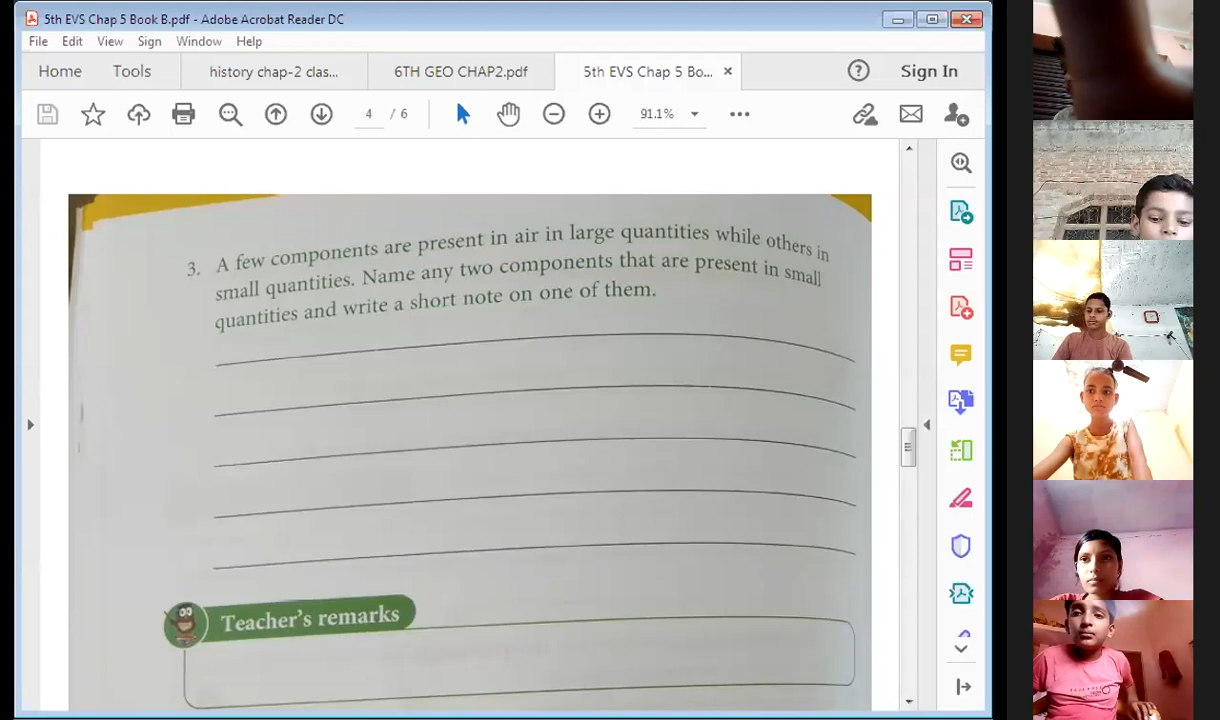 5th EVS Chap 5 Book B.pdf - Adobe Acrobat Reader DC
File Edit View Sign Window Help
Home Tools history chap-2 clas... 6TH GEO CHAP2.pdf 5th EVS Chap 5 Bo... × Sign In
4 / 6 91.1%
3. A few components are present in air in large quantities while others in
small quantities. Name any two components that are present in small
quantities and write a short note on one of them.
Teacher's remarks